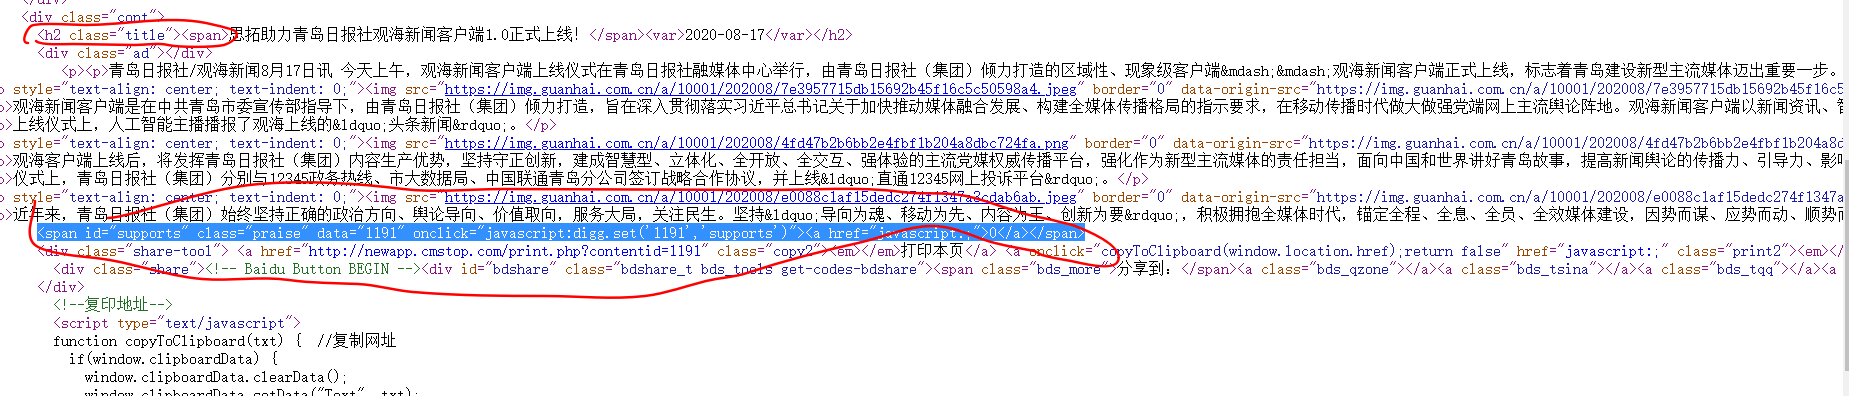 </div>
<div class="cont">
<h2 class="title"><span>思拓助力青岛日报社观海新闻客户端1.0正式上线! </span><var>2020-08-17</var></h2>
<div class="ad"></div>
<p><p>青岛日报社/观海新闻8月17日讯 今天上午，观海新闻客户端上线仪式在青岛日报社融媒体中心举行，由青岛日报社（集团）倾力打造的区域性、现象级客户端&mdash;&mdash;观海新闻客户端正式上线，标志着青岛建设新型主流媒体迈出重要一步。
style="text-align: center; text-indent: 0;"><img src="https://img.guanhai.com.cn/a/10001/202008/7e3957715db15692b45f16c5c50598a4.jpeg" border="0" data-origin-src="https://img.guanhai.com.cn/a/10001/202008/7e3957715db15692b45f16c5
>观海新闻客户端是在中共青岛市委宣传部指导下，由青岛日报社（集团）倾力打造，旨在深入贯彻落实习近平总书记关于加快推动媒体融合发展、构建全媒体传播格局的指示要求，在移动传播时代做大做强党端网上主流舆论阵地。观海新闻客户端以新闻资讯、
>上线仪式上，人工智能主播播报了观海上线的&ldquo;头条新闻&rdquo;。</p>
style="text-align: center; text-indent: 0;"><img src="https://img.guanhai.com.cn/a/10001/202008/4fd47b2b6bb2e4fbf1b204a8dbc724fa.png" border="0" data-origin-src="https://img.guanhai.com.cn/a/10001/202008/4fd47b2b6bb2e4fbf1b204a8d
>观海客户端上线后，将发挥青岛日报社（集团）内容生产优势，坚持守正创新，建成智慧型、立体化、全开放、全交互、强体验的主流党媒权威传播平台，强化作为新型主流媒体的责任担当，面向中国和世界讲好青岛故事，提高新闻舆论的传播力、引导力、影
>仪式上，青岛日报社（集团）分别与12345政务热线、市大数据局、中国联通青岛分公司签订战略合作协议，并上线&ldquo;直通12345网上投诉平台&rdquo;。</p>
style="text-align: center; text-indent: 0;"><img src="https://img.guanhai.com.cn/a/10001/202008/e0088c1af15dedc274f1347a3cdab6ab.jpeg" border="0" data-origin-src="https://img.guanhai.com.cn/a/10001/202008/e0088c1af15dedc274f1347a
>近年来，青岛日报社（集团）始终坚持正确的政治方向、舆论导向、价值取向，服务大局，关注民生。坚持&ldquo;导向为魂、移动为先、内容为王、创新为要&rdquo;，积极拥抱全媒体时代，锚定全程、全息、全员、全效媒体建设，因势而谋、应势而动、顺势
<span id="supports" class="praise" data="1191" onclick="javascript:digg.set('1191','supports')"><a href="javascript:;">0</a></span>
<div class="share-tool"> <a href="http://newapp.cmstop.com/print.php?contentid=1191" class="copy2"><em></em>打印本页</a> <a onclick="copyToClipboard(window.location.href);return false" href="javascript:;" class="print2"><em></
<div class="share"><!-- Baidu Button BEGIN --><div id="bdshare" class="bdshare_t bds_tools get-codes-bdshare"><span class="bds_more">分享到：</span><a class="bds_qzone"></a><a class="bds_tsina"></a><a class="bds_tqq"></a><a
</div>
<!--复印地址-->
<script type="text/javascript">
function copyToClipboard(txt) { //复制网址
if(window.clipboardData) {
window.clipboardData.clearData();
window.clipboardData.setData("Text", txt);